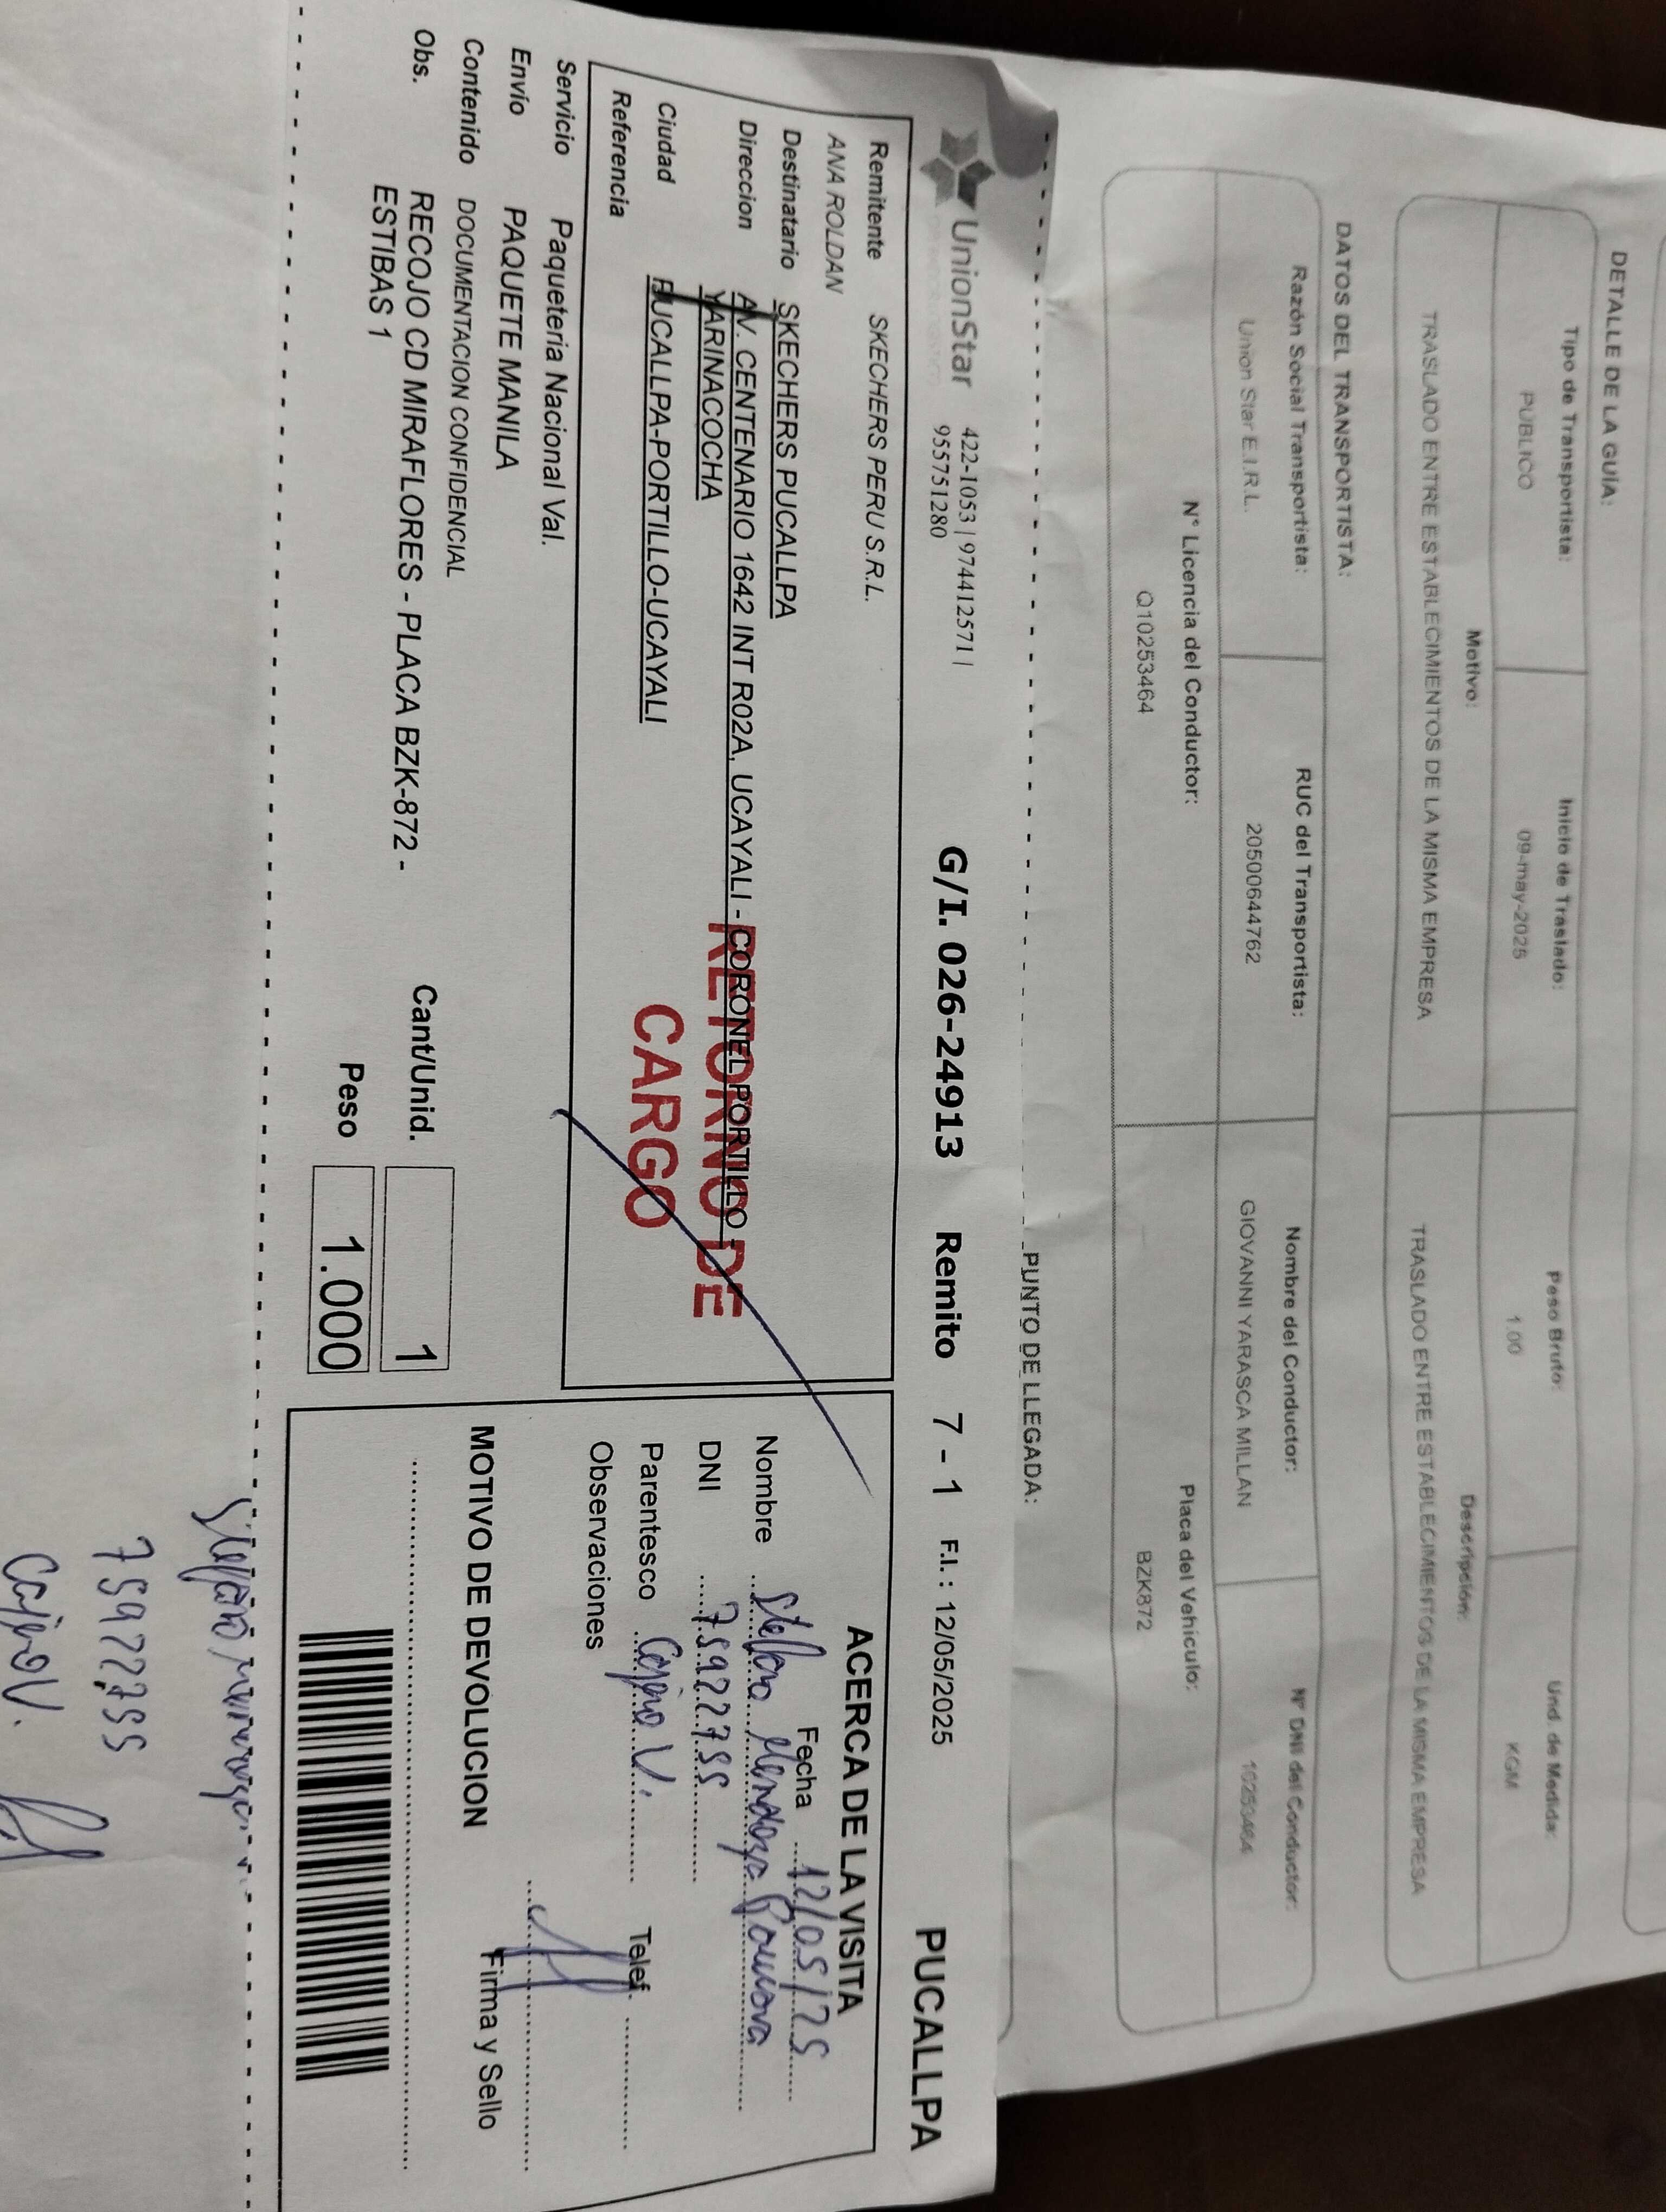 DETALLE DE LA GUÍA:
Tipo de Transportista: Inicio de Traslado: Peso Bruto: Und. de Medida:
PUBLICO 09-may-2025 1.00 KGM
Motivo: Descripción:
TRASLADO ENTRE ESTABLECIMIENTOS DE LA MISMA EMPRESA TRASLADO ENTRE ESTABLECIMIENTOS DE LA MISMA EMPRESA
DATOS DEL TRANSPORTISTA:
Razón Social Transportista: RUC del Transportista: Nombre del Conductor: N° DNI del Conductor:
Union Star E.I.R.L. 20500644762 GIOVANNI YARASCA MILLAN 10253464
N° Licencia del Conductor: Placa del Vehículo:
Q10253464 BZK872
PUNTO DE LLEGADA:
UnionStar 422-1053 | 974412571 |
955751280
G/I. 026-24913 Remito 7 - 1 F.I. : 12/05/2025 PUCALLPA
Remitente SKECHERS PERU S.R.L.
ANA ROLDAN
Destinatario SKECHERS PUCALLPA
Direccion AV. CENTENARIO 1642 INT R02A, UCAYALI - CORONEL PORTILLO -
YARINACOCHA
Ciudad PUCALLPA-PORTILLO-UCAYALI
Referencia
RETORNO DE
CARGO
Servicio Paqueteria Nacional Val.
Envío PAQUETE MANILA
Contenido DOCUMENTACION CONFIDENCIAL
Obs. RECOJO CD MIRAFLORES - PLACA BZK-872 -
ESTIBAS 1
Cant/Unid. 1
Peso 1.000
ACERCA DE LA VISITA
Fecha 12/05/25
Nombre Stefano Mendoza
DNI 75922755
Parentesco Cajero V. Telef.
Observaciones
Firma y Sello
MOTIVO DE DEVOLUCION
Stefano
75922755
Cajero V.